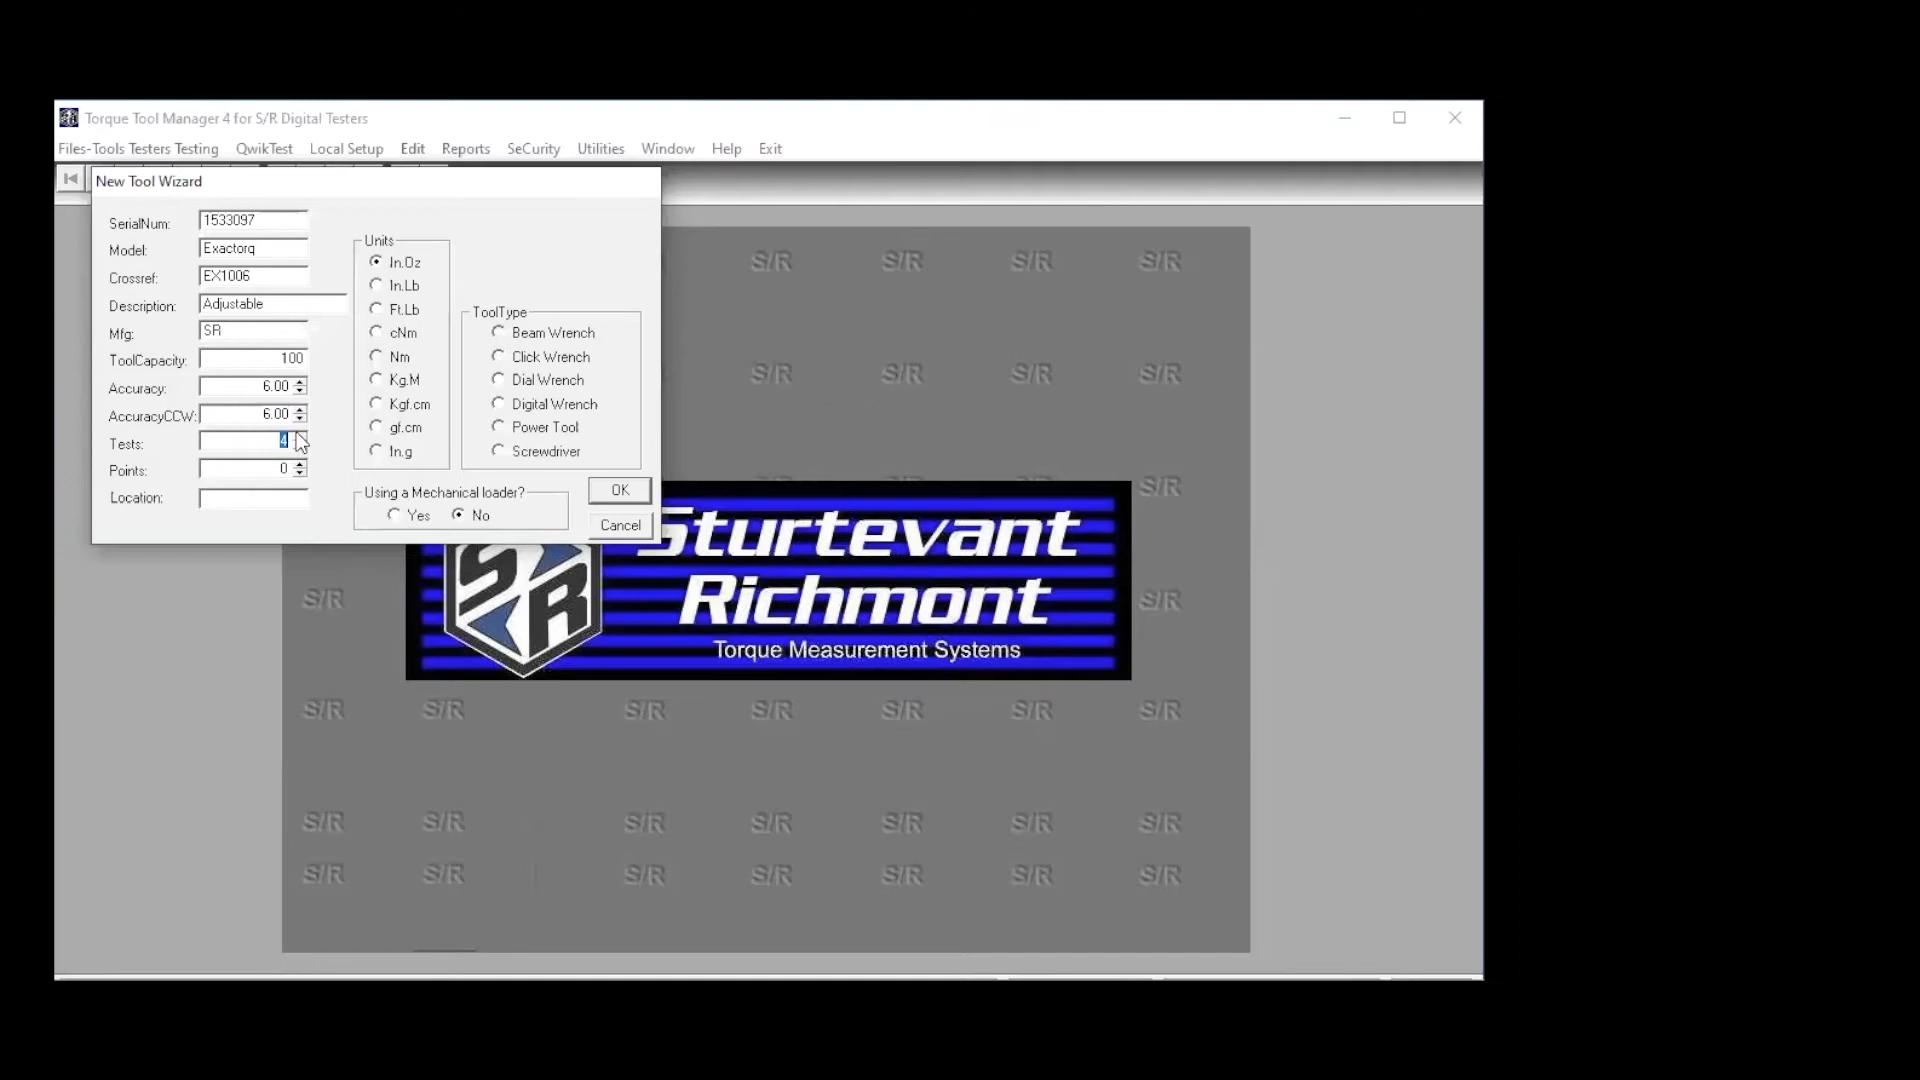 Torque Tool Manager 4 for S/R Digital Testers
Files-Tools Testers Testing QwikTest Local Setup Edit Reports SeCurity Utilities Window Help Exit
New Tool Wizard
SerialNum: 1533097
Model: Exactorq
Crossref: EX1006
Description: Adjustable
Mfg: SR
ToolCapacity: 100
Accuracy: 6.00
AccuracyCCW: 6.00
Tests: 4
Points: 0
Location:
Units
In.Oz
In.Lb
Ft.Lb
cNm
Nm
Kg.M
Kgf.cm
gf.cm
In.g
ToolType
Beam Wrench
Click Wrench
Dial Wrench
Digital Wrench
Power Tool
Screwdriver
Using a Mechanical loader?
Yes No
OK
Cancel
S/R S/R S/R S/R
S/R S/R S/R S/R
S/R
SR
Sturtevant
Richmont
Torque Measurement Systems
S/R S/R
S/R S/R S/R S/R S/R S/R S/R
S/R S/R S/R S/R S/R S/R S/R
S/R S/R S/R S/R S/R S/R S/R